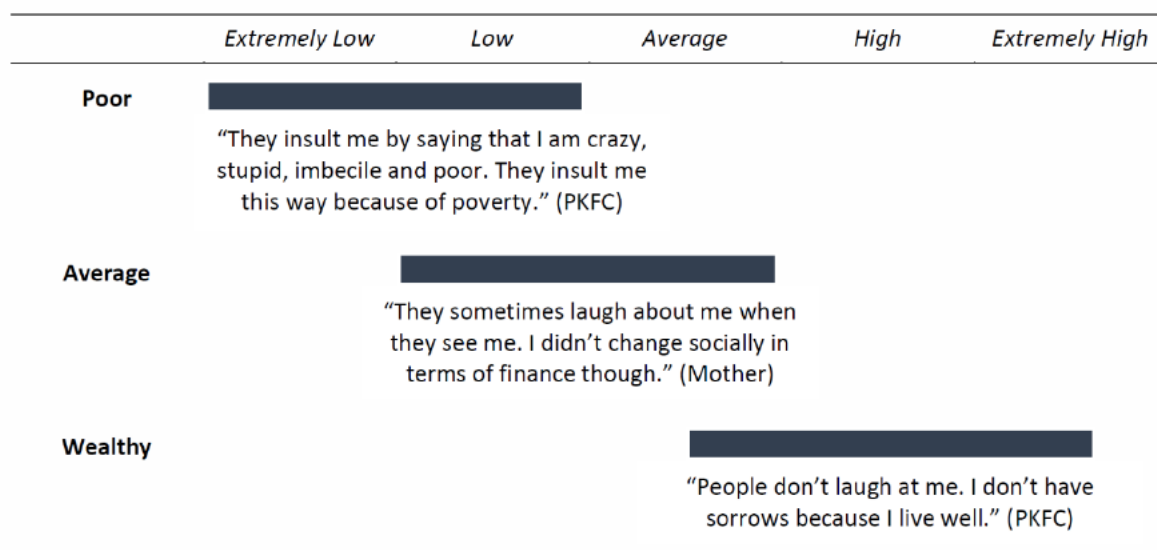 Extremely Low Low Average High Extremely High
Poor
“They insult me by saying that I am crazy,
stupid, imbecile and poor. They insult me
this way because of poverty.” (PKFC)
Average
“They sometimes laugh about me when
they see me. I didn’t change socially in
terms of finance though.” (Mother)
Wealthy
“People don’t laugh at me. I don’t have
sorrows because I live well.” (PKFC)